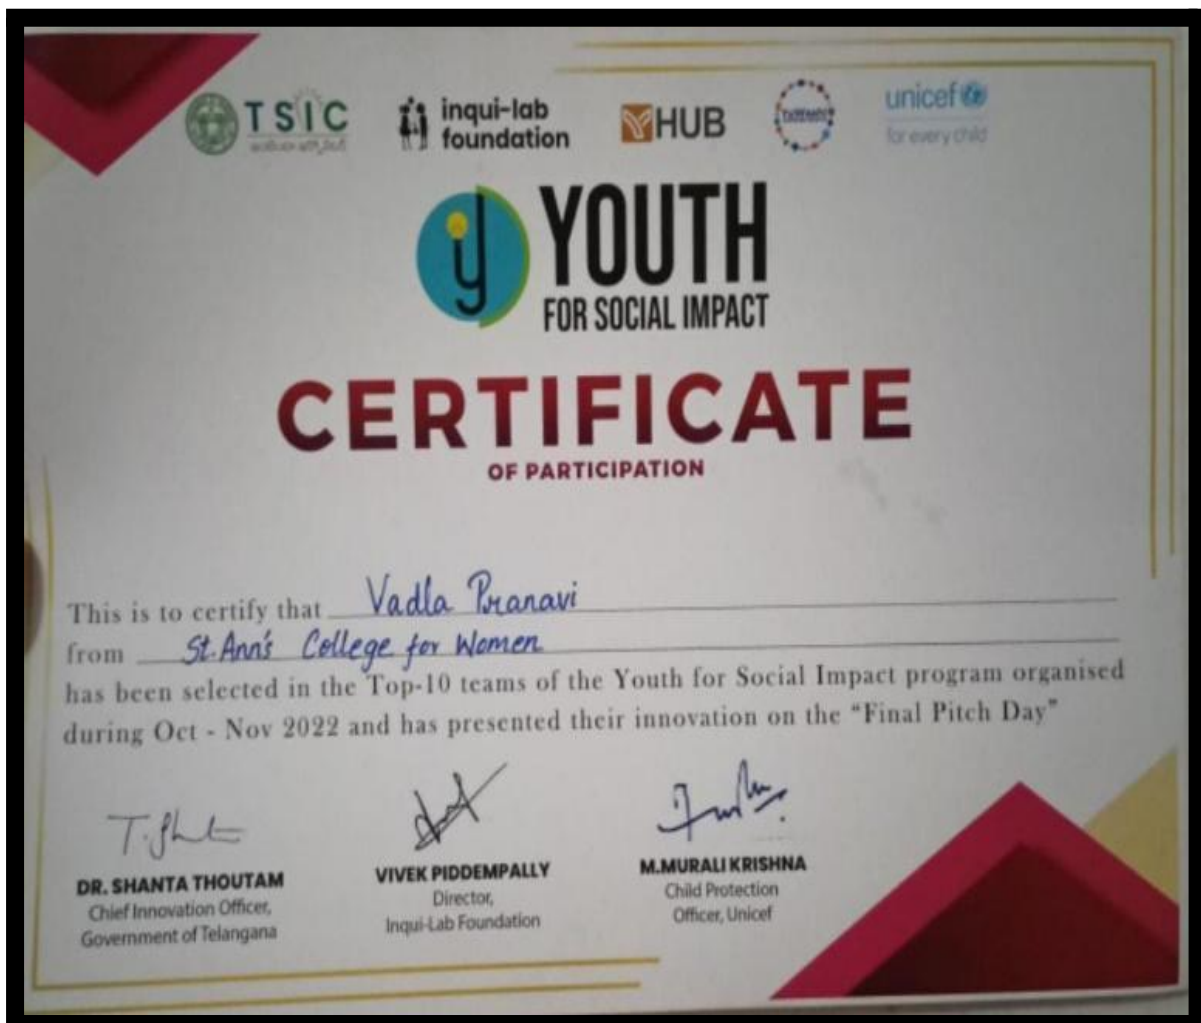 TSIC
inqui-lab
foundation
HUB
unicef
for every child
YOUTH
FOR SOCIAL IMPACT
CERTIFICATE
OF PARTICIPATION
This is to certify that Vadla Pranavi
from St. Ann's College for Women
has been selected in the Top-10 teams of the Youth for Social Impact program organised
during Oct - Nov 2022 and has presented their innovation on the “Final Pitch Day”
T. Sh
DR. SHANTA THOUTAM
Chief Innovation Officer,
Government of Telangana
VIVEK PIDDEMPALLY
Director,
Inqui-Lab Foundation
M.MURALI KRISHNA
Child Protection
Officer, Unicef